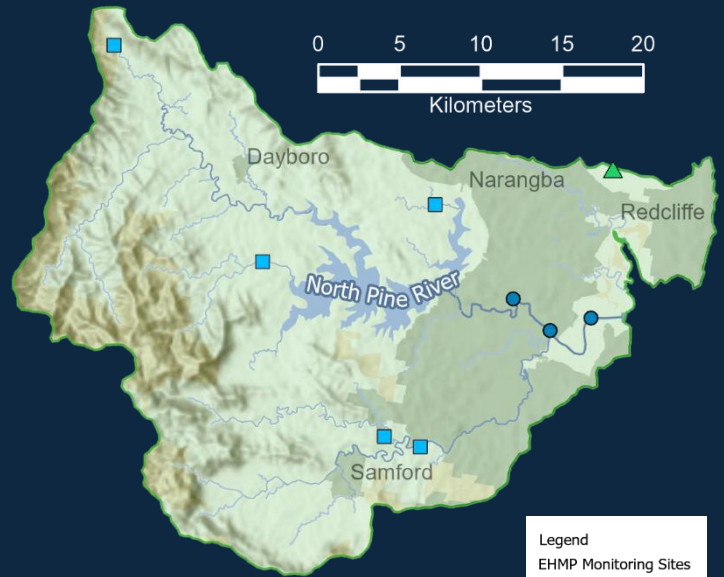 0 5 10 15 20
Kilometers
Dayboro
Narangba
Redcliffe
North Pine River
Samford
Legend
EHMP Monitoring Sites